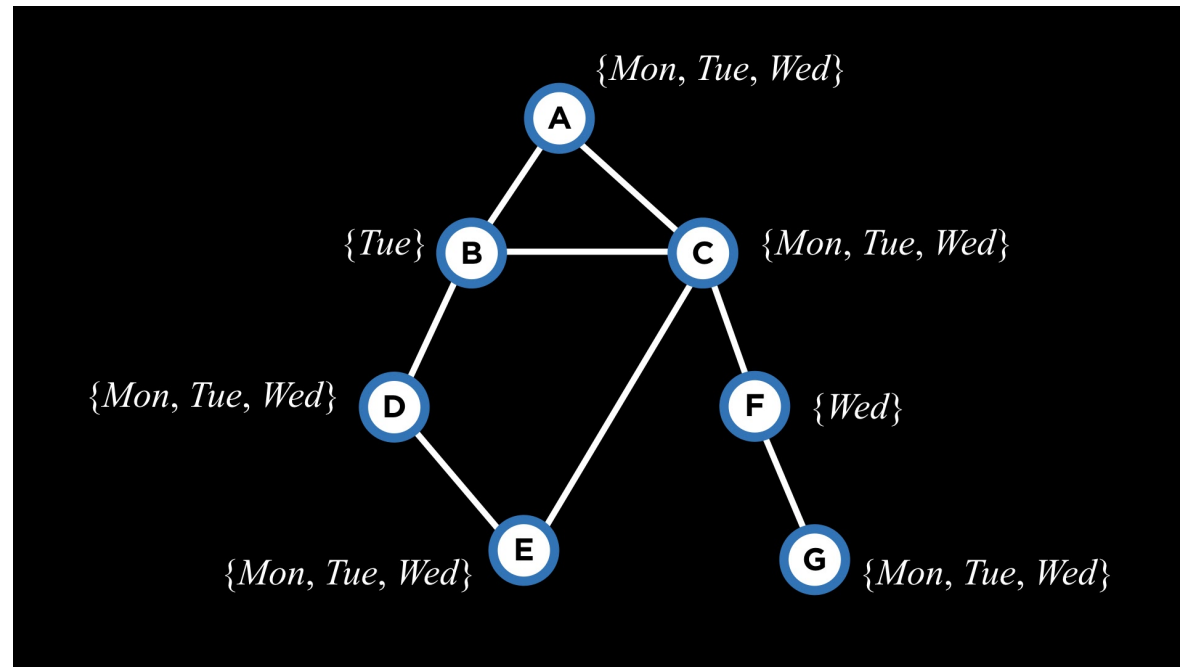 {Mon, Tue, Wed}
A
{Tue} B C {Mon, Tue, Wed}
{Mon, Tue, Wed} D F {Wed}
{Mon, Tue, Wed} E G {Mon, Tue, Wed}